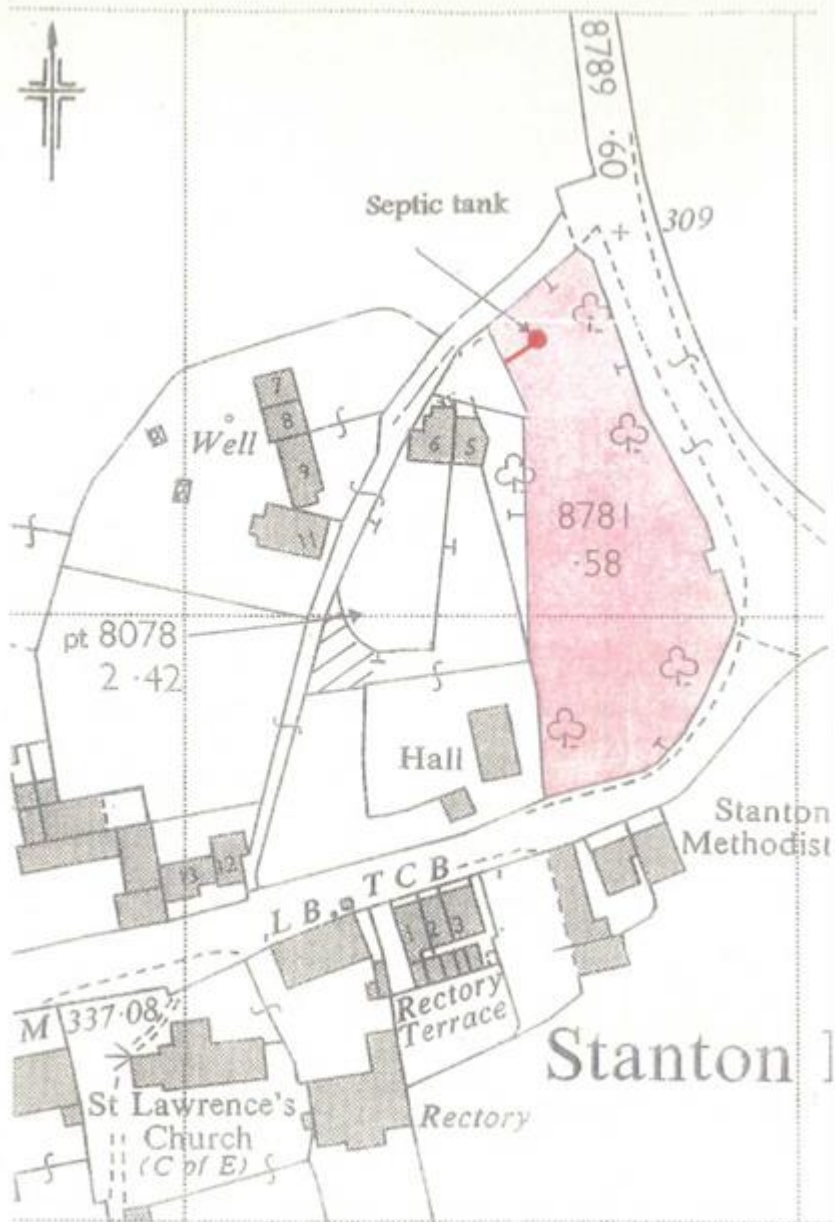 8789
.60
Septic tank
309
7
8
Well
9
11
6
5
8781
.58
pt 8078
2.42
Hall
Stanton
Methodist
13
12
L B
T C B
1
2
3
Rectory
Terrace
M 337.08
Stanton
St Lawrence's
Church
(C of E)
Rectory